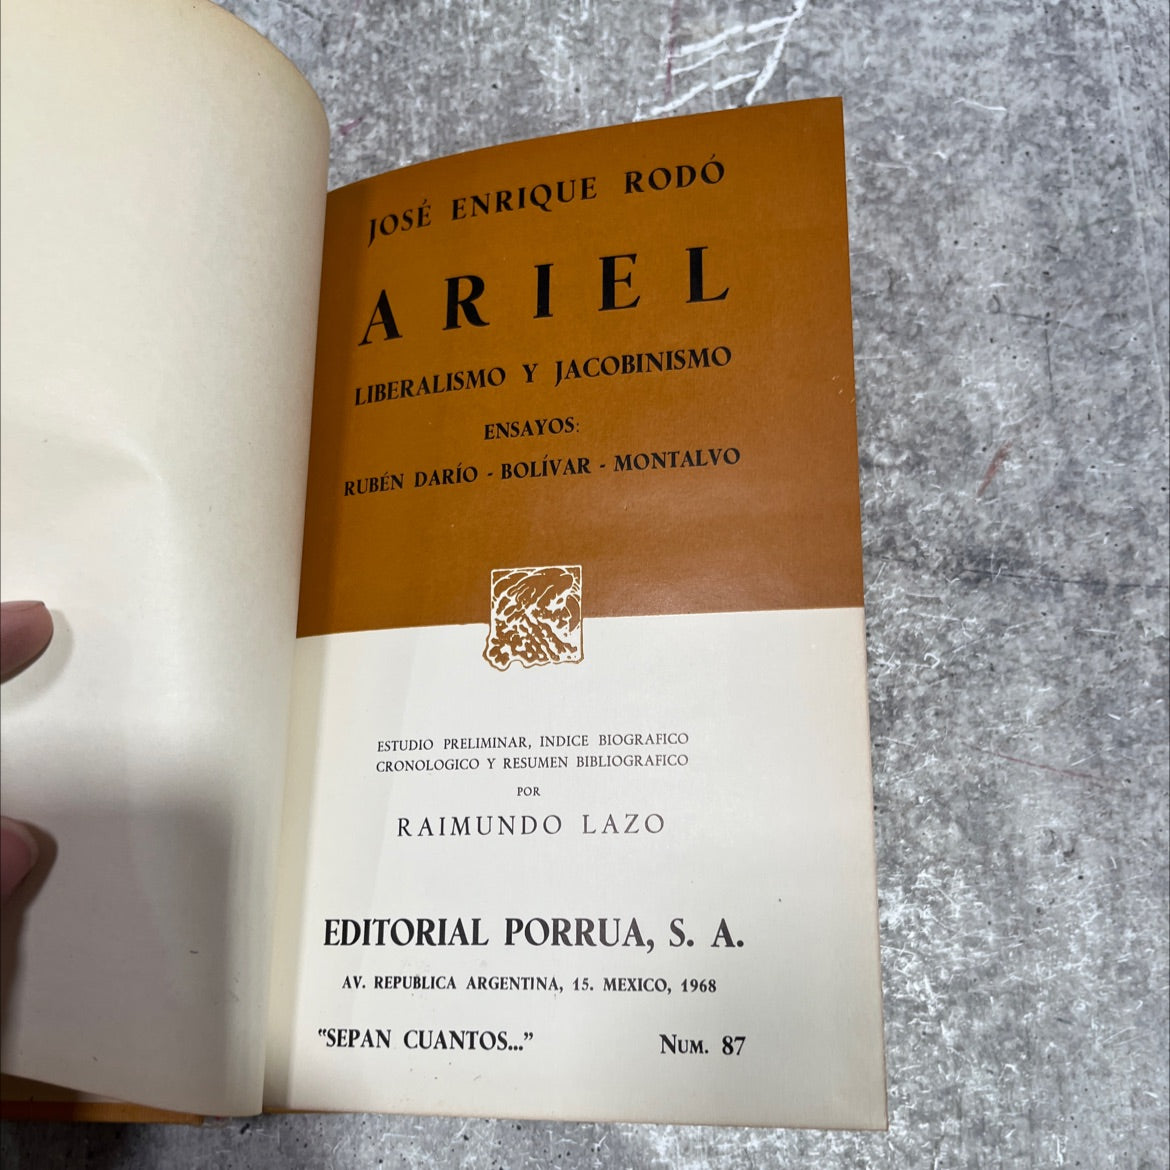 JOSÉ ENRIQUE RODÓ
ARIEL
LIBERALISMO Y JACOBINISMO
ENSAYOS:
RUBÉN DARÍO - BOLÍVAR - MONTALVO
ESTUDIO PRELIMINAR, INDICE BIOGRAFICO
CRONOLOGICO Y RESUMEN BIBLIOGRAFICO
POR
RAIMUNDO LAZO
EDITORIAL PORRUA, S. A.
AV. REPUBLICA ARGENTINA, 15. MEXICO, 1968
"SEPAN CUANTOS..." NUM. 87